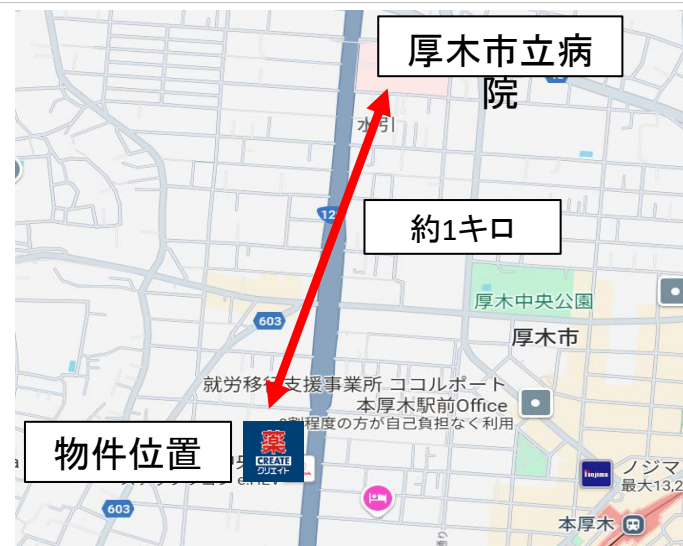 厚木市立病
院
水引
12
約1キロ
厚木中央公園
603
厚木市
就労移行支援事業所 ココルポート
本厚木駅前Office
割程度の方が自己負担なく利用
物件位置
薬
CREATE
クリエイト
Nojima
ノジマ
最大13,2
603
本厚木